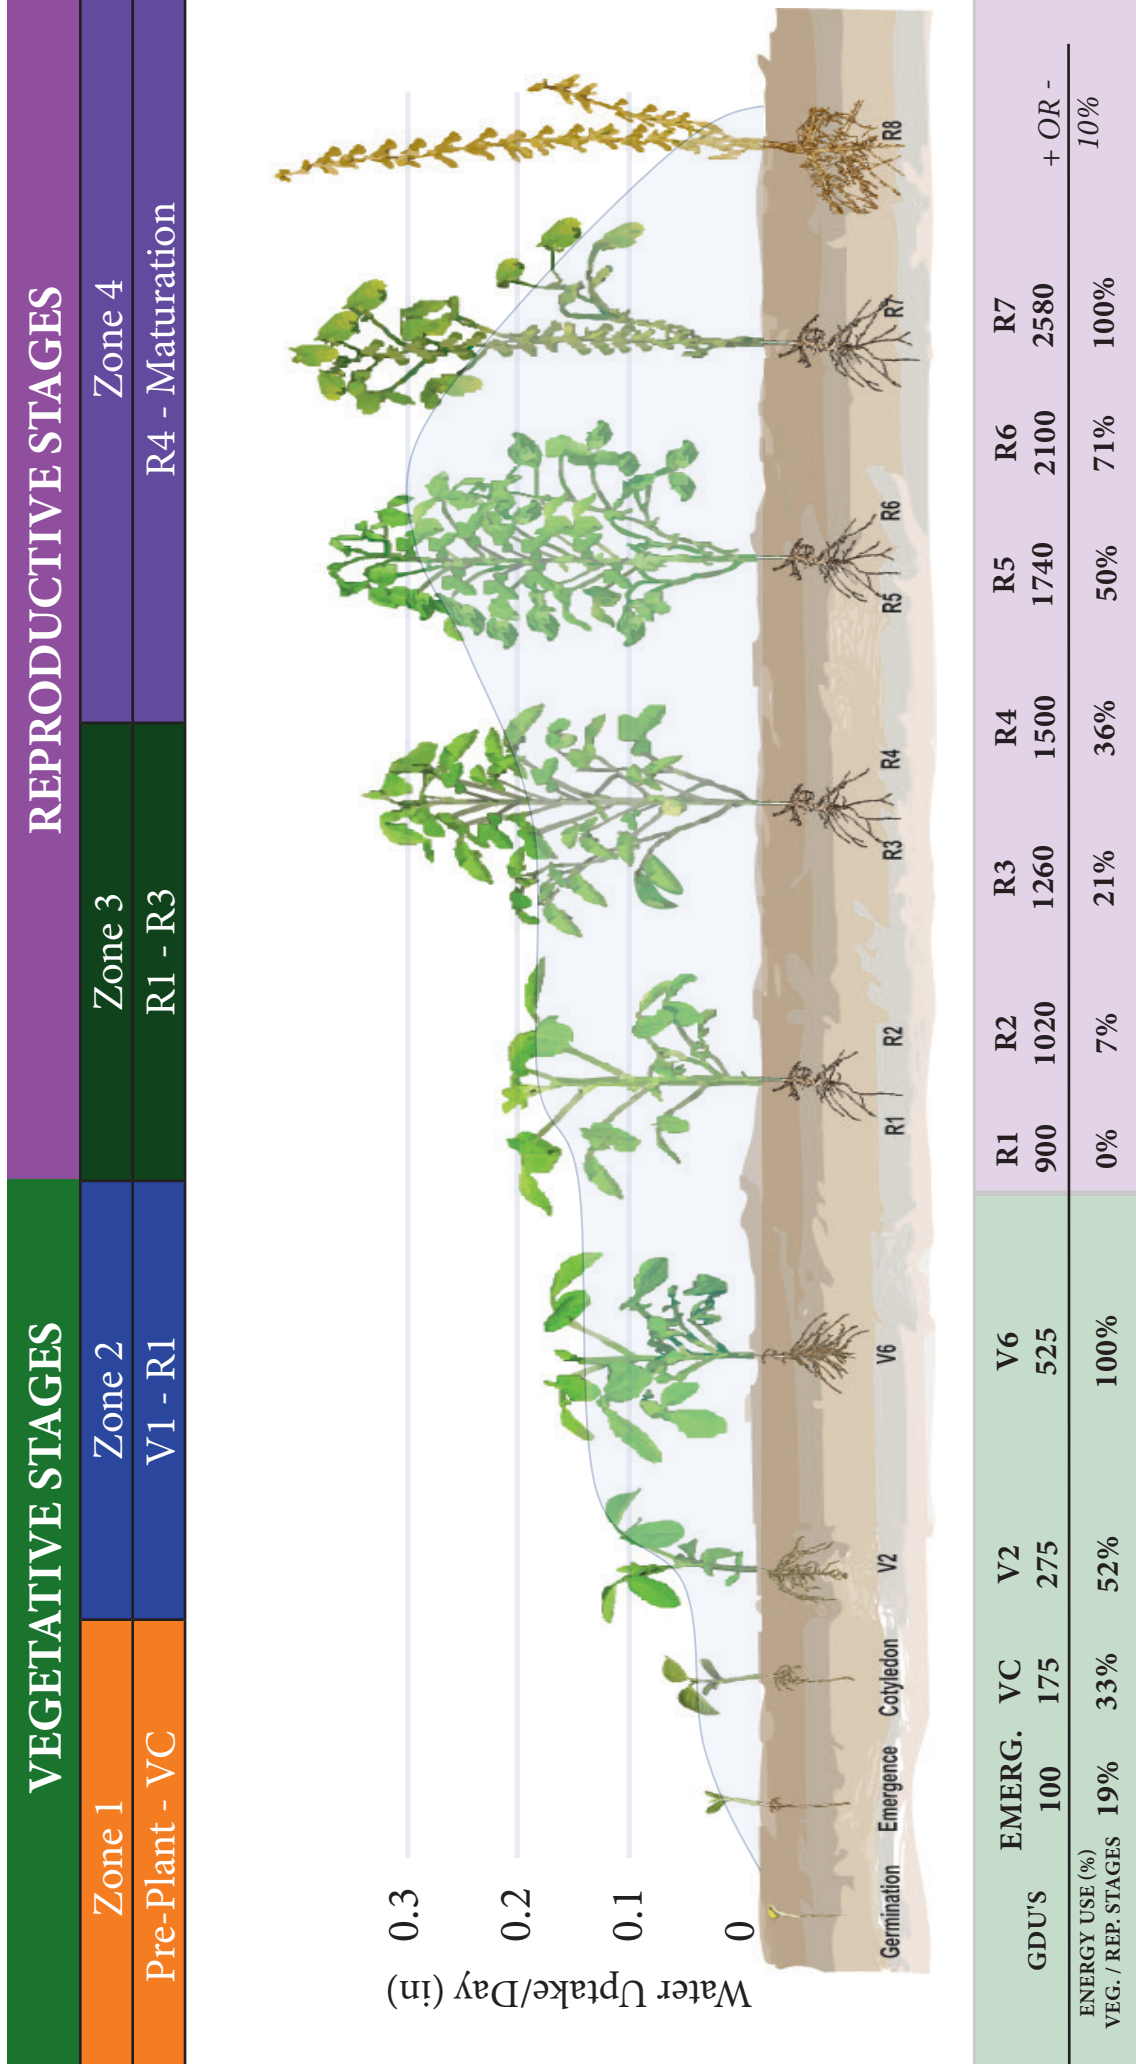 VEGETATIVE STAGES
REPRODUCTIVE STAGES
Zone 1
Zone 2
Zone 3
Zone 4
Pre-Plant - VC
V1 - R1
R1 - R3
R4 - Maturation
Water Uptake/Day (in)
0.3
0.2
0.1
0
Germination
Emergence
Cotyledon
V2
V6
R1
R2
R3
R4
R5
R6
R7
R8
EMERG. VC V2 V6 R1 R2 R3 R4 R5 R6 R7
GDU'S 100 175 275 525 900 1020 1260 1500 1740 2100 2580 + OR -
ENERGY USE (%)
VEG. / REP. STAGES 19% 33% 52% 100% 0% 7% 21% 36% 50% 71% 100% 10%